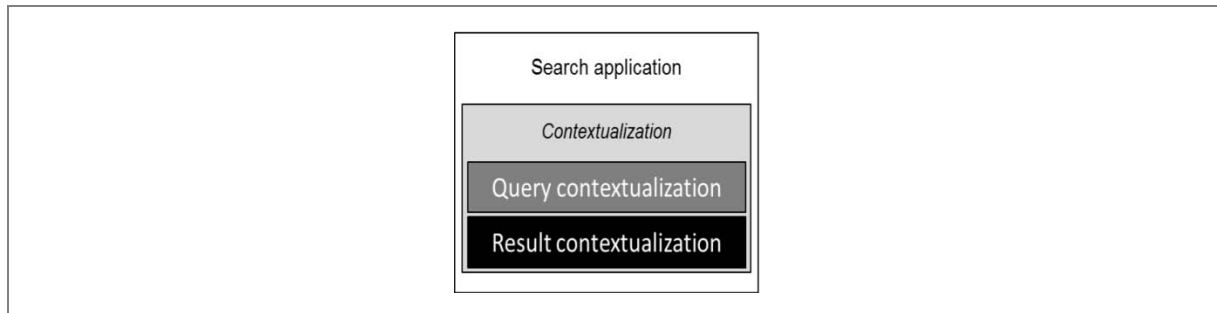 Search application
Contextualization
Query contextualization
Result contextualization